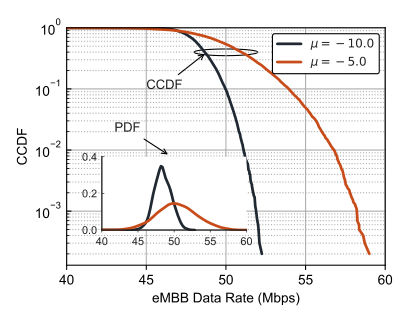 10⁰
μ = −10.0
μ = −5.0
CCDF
10⁻¹
PDF
CCDF
10⁻²
0.4
0.2
10⁻³
0.0
40 45 50 55 60
40 45 50 55 60
eMBB Data Rate (Mbps)